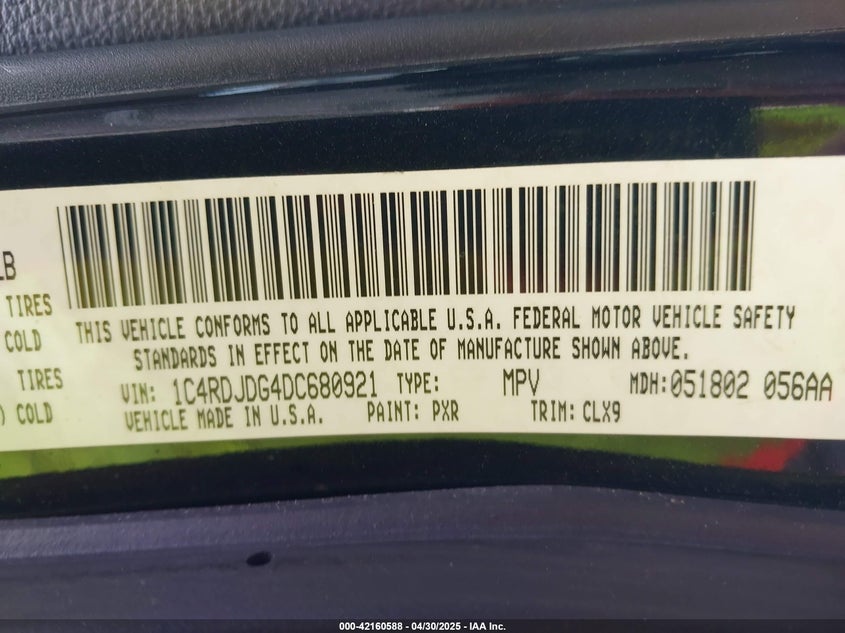 LB
TIRES
COLD
TIRES
) COLD
THIS VEHICLE CONFORMS TO ALL APPLICABLE U.S.A. FEDERAL MOTOR VEHICLE SAFETY
STANDARDS IN EFFECT ON THE DATE OF MANUFACTURE SHOWN ABOVE.
VIN: 1C4RDJDG4DC680921 TYPE: MPV MDH:051802 056AA
VEHICLE MADE IN U.S.A. PAINT: PXR TRIM: CLX9
000-42160588 - 04/30/2025 - IAA Inc.